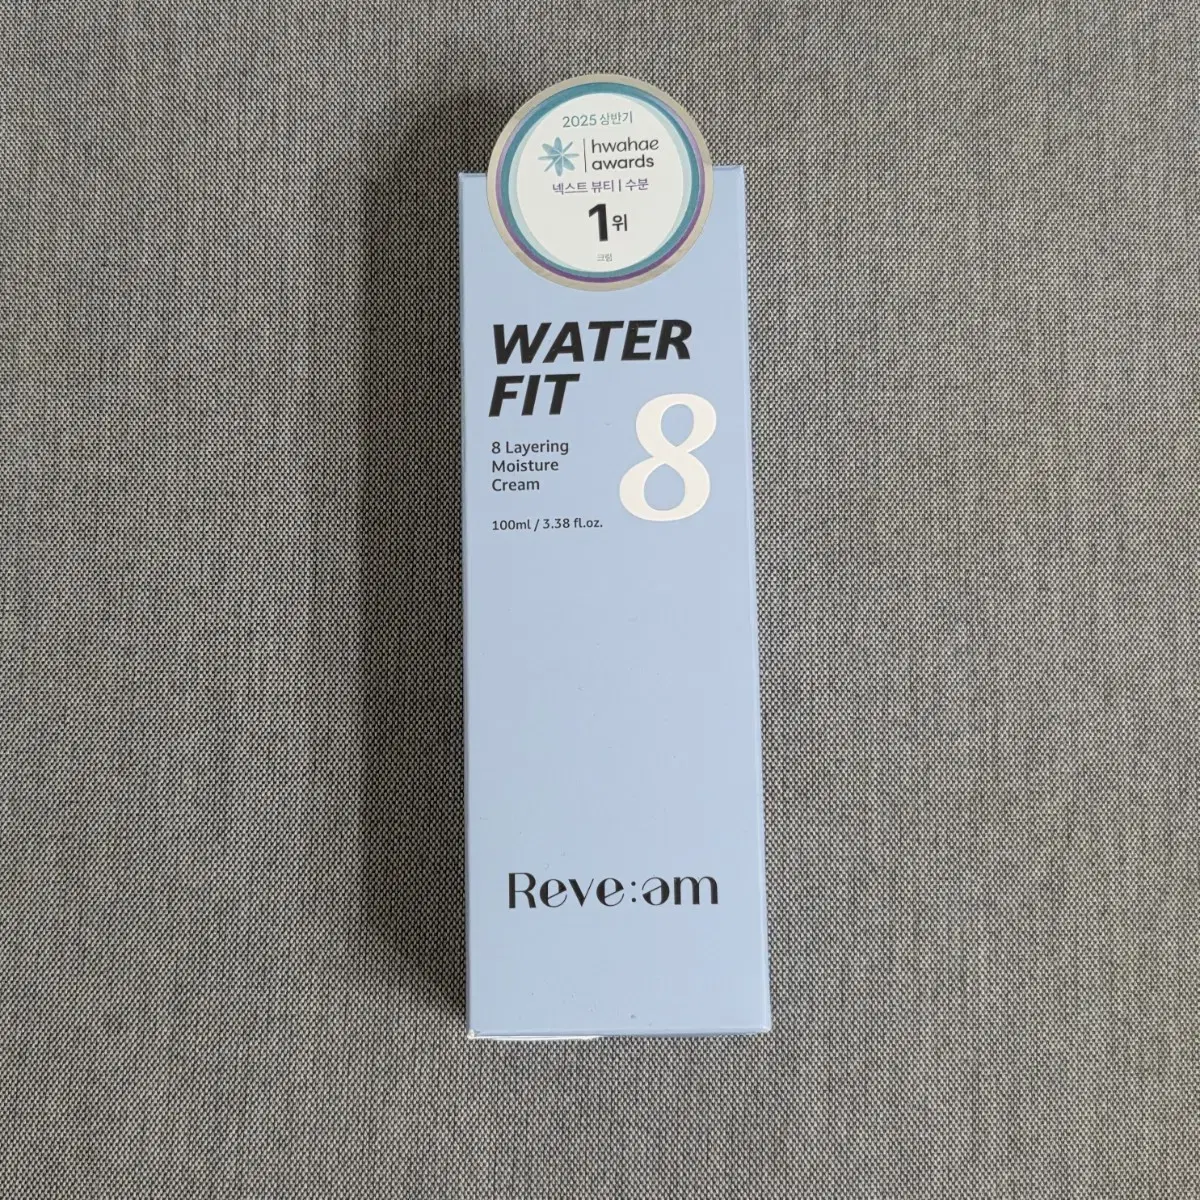 2025 상반기
hwahae
awards
넥스트 뷰티 | 수분
1위
크림
WATER
FIT
8
8 Layering
Moisture
Cream
100ml / 3.38 fl.oz.
Reve:əm